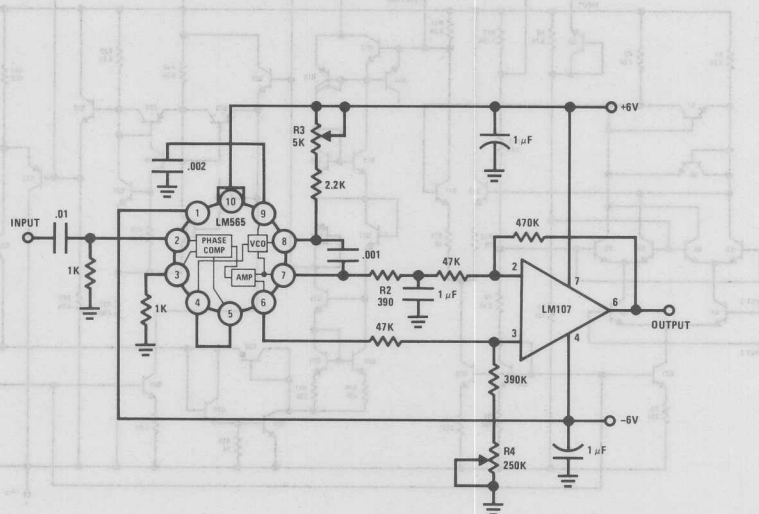 +6V
R3
5K
1 μF
.002
2.2K
10
LM565
1
9
.01
INPUT
2
PHASE
COMP
VCO
8
.001
470K
1K
3
AMP
7
47K
2
7
R2
390
1 μF
LM107
6
OUTPUT
4
5
6
1K
47K
3
4
390K
-6V
R4
250K
1 μF